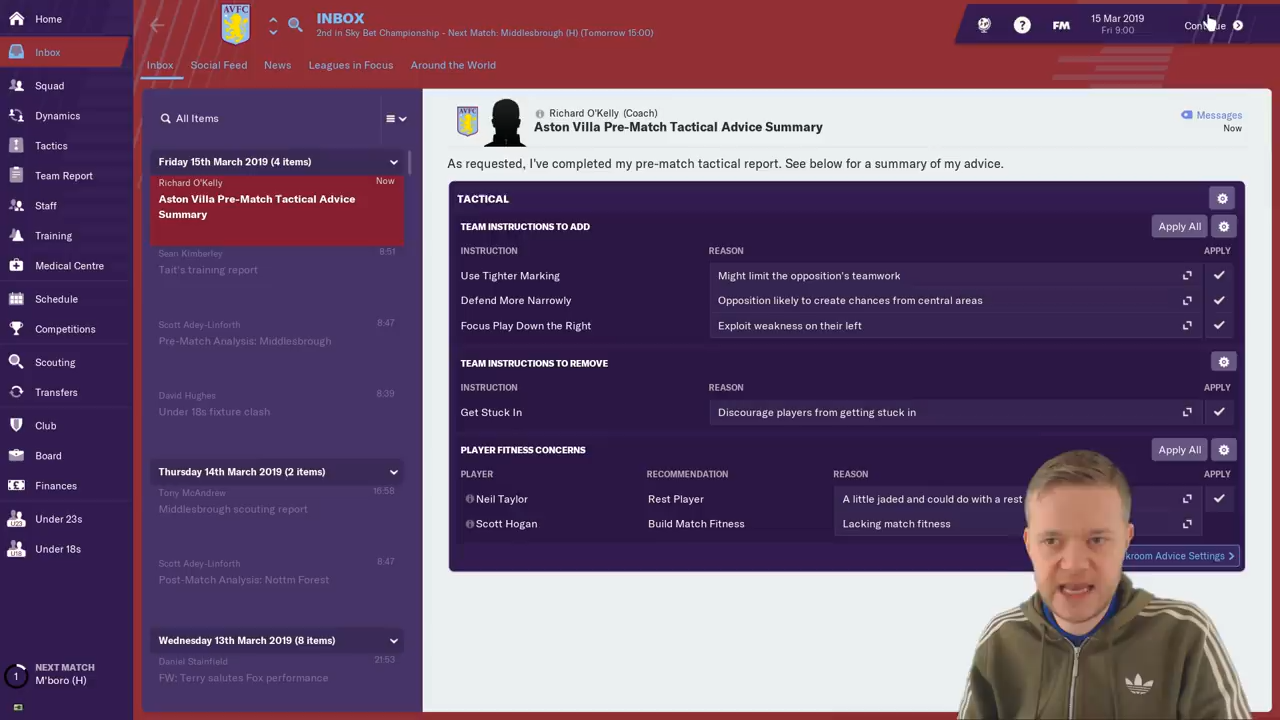 Home
Inbox
Squad
Dynamics
Tactics
Team Report
Staff
Training
Medical Centre
Schedule
Competitions
Scouting
Transfers
Club
Board
Finances
U23
Under 23s
U18
Under 18s
1
NEXT MATCH
M'boro (H)
AVFC
INBOX
2nd in Sky Bet Championship - Next Match: Middlesbrough (H) (Tomorrow 15:00)
?
FM
15 Mar 2019
Fri 9:00
Continue
Inbox
Social Feed
News
Leagues in Focus
Around the World
All Items
Friday 15th March 2019 (4 items)
Richard O'Kelly
Now
Aston Villa Pre-Match Tactical Advice
Summary
Sean Kimberley
8:51
Tait's training report
Scott Adey-Linforth
8:47
Pre-Match Analysis: Middlesbrough
David Hughes
8:39
Under 18s fixture clash
Thursday 14th March 2019 (2 items)
Tony McAndrew
16:58
Middlesbrough scouting report
Scott Adey-Linforth
8:47
Post-Match Analysis: Nottm Forest
Wednesday 13th March 2019 (8 items)
Daniel Stainfield
21:53
FW: Terry salutes Fox performance
AVFC
Richard O'Kelly (Coach)
Aston Villa Pre-Match Tactical Advice Summary
Messages
Now
As requested, I've completed my pre-match tactical report. See below for a summary of my advice.
TACTICAL
TEAM INSTRUCTIONS TO ADD
Apply All
INSTRUCTION REASON APPLY
Use Tighter Marking Might limit the opposition's teamwork
Defend More Narrowly Opposition likely to create chances from central areas
Focus Play Down the Right Exploit weakness on their left
TEAM INSTRUCTIONS TO REMOVE
INSTRUCTION REASON APPLY
Get Stuck In Discourage players from getting stuck in
PLAYER FITNESS CONCERNS
Apply All
PLAYER RECOMMENDATION REASON APPLY
Neil Taylor Rest Player A little jaded and could do with a rest
Scott Hogan Build Match Fitness Lacking match fitness
kroom Advice Settings